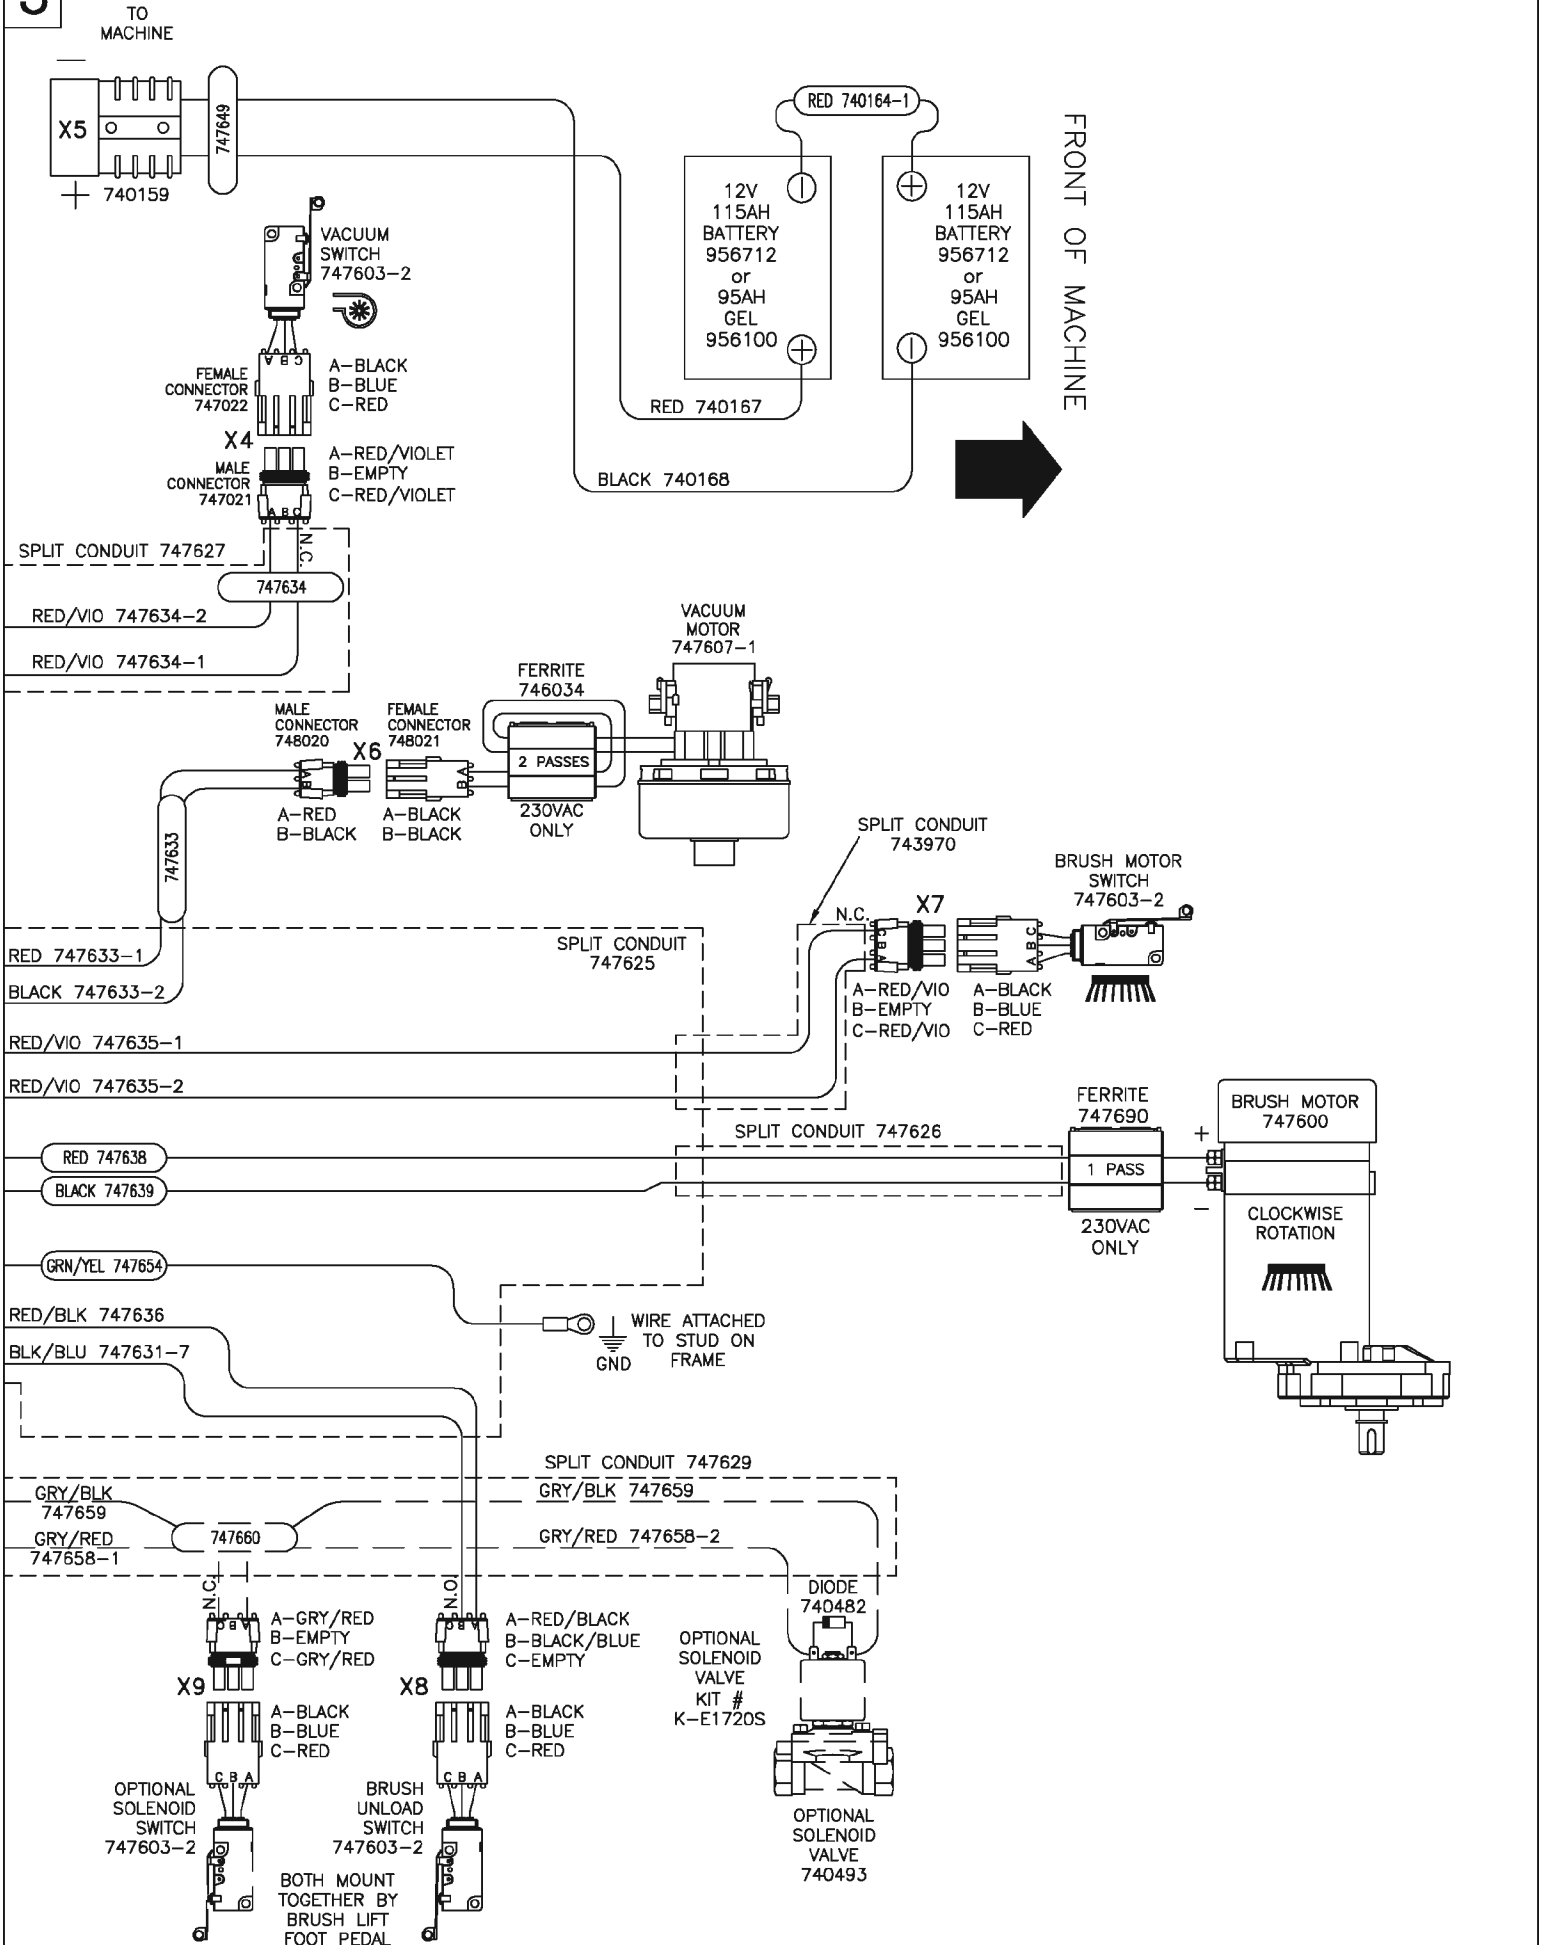 TO
MACHINE
X5
740159
747649
RED 740164-1
12V
115AH
BATTERY
956712
or
95AH
GEL
956100
12V
115AH
BATTERY
956712
or
95AH
GEL
956100
FRONT OF MACHINE
RED 740167
BLACK 740168
VACUUM
SWITCH
747603-2
A B C
FEMALE
CONNECTOR
747022
A-BLACK
B-BLUE
C-RED
X4
MALE
CONNECTOR
747021
A-RED/VIOLET
B-EMPTY
C-RED/VIOLET
A B C
N.C.
SPLIT CONDUIT 747627
747634
RED/VIO 747634-2
RED/VIO 747634-1
VACUUM
MOTOR
747607-1
FERRITE
746034
2 PASSES
230VAC
ONLY
MALE
CONNECTOR
748020
X6
FEMALE
CONNECTOR
748021
A B
B A
A-RED
B-BLACK
A-BLACK
B-BLACK
747633
RED 747633-1
BLACK 747633-2
SPLIT CONDUIT
747625
SPLIT CONDUIT
743970
BRUSH MOTOR
SWITCH
747603-2
N.C.
X7
C B A
A B C
A-RED/VIO
B-EMPTY
C-RED/VIO
A-BLACK
B-BLUE
C-RED
RED/VIO 747635-1
RED/VIO 747635-2
SPLIT CONDUIT 747626
FERRITE
747690
1 PASS
230VAC
ONLY
BRUSH MOTOR
747600
+
-
CLOCKWISE
ROTATION
RED 747638
BLACK 747639
GRN/YEL 747654
GND
WIRE ATTACHED
TO STUD ON
FRAME
RED/BLK 747636
BLK/BLU 747631-7
SPLIT CONDUIT 747629
GRY/BLK
747659
GRY/BLK 747659
747660
GRY/RED
747658-1
GRY/RED 747658-2
N.C.
C B A
A-GRY/RED
B-EMPTY
C-GRY/RED
X9
A-BLACK
B-BLUE
C-RED
C B A
OPTIONAL
SOLENOID
SWITCH
747603-2
N.O.
C B A
A-RED/BLACK
B-BLACK/BLUE
C-EMPTY
X8
A-BLACK
B-BLUE
C-RED
C B A
BRUSH
UNLOAD
SWITCH
747603-2
BOTH MOUNT
TOGETHER BY
BRUSH LIFT
FOOT PEDAL
DIODE
740482
OPTIONAL
SOLENOID
VALVE
KIT #
K-E1720S
OPTIONAL
SOLENOID
VALVE
740493